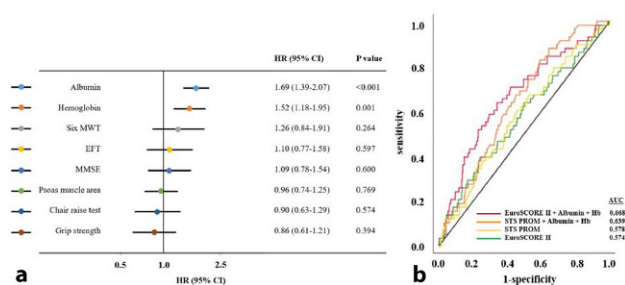 HR (95% CI) P value
Albumin 1.69 (1.39-2.07) <0.001
Hemoglobin 1.52 (1.18-1.95) 0.001
Six MWT 1.26 (0.84-1.91) 0.264
EFT 1.10 (0.77-1.58) 0.597
MMSE 1.09 (0.78-1.54) 0.600
Psoas muscle area 0.96 (0.74-1.25) 0.769
Chair raise test 0.90 (0.63-1.29) 0.574
Grip strength 0.86 (0.61-1.21) 0.394
0.5 1.0 2.5
HR (95% CI)
a
1.0
0.8
0.6
0.4
0.2
0.0
sensitivity
AUC
EuroSCORE II + Albumin + Hb 0.668
STS PROM + Albumin + Hb 0.639
STS PROM 0.578
EuroSCORE II 0.574
0.0 0.2 0.4 0.6 0.8 1.0
1-specificity
b